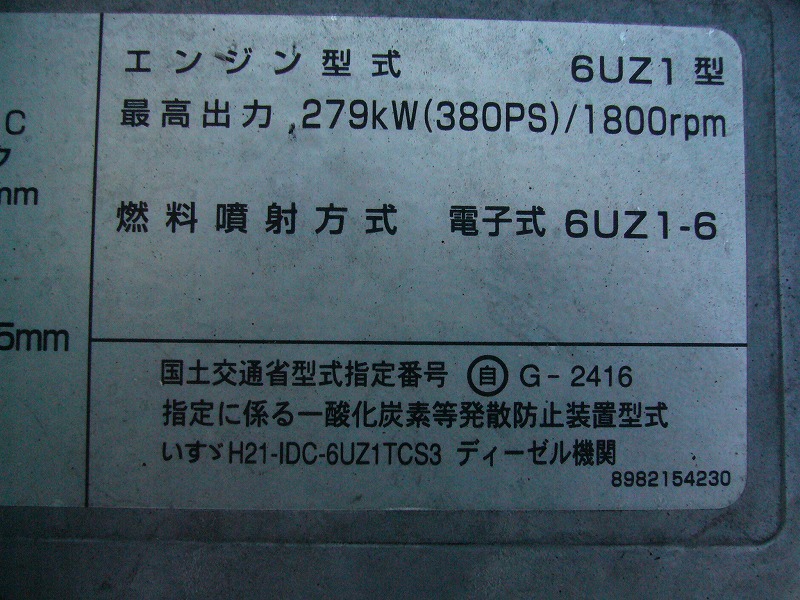 エンジン型式 6UZ1型
最高出力 279kW(380PS)/1800rpm
燃料噴射方式 電子式 6UZ1-6
C
ク
mm
5mm
国土交通省型式指定番号 自 G-2416
指定に係る一酸化炭素等発散防止装置型式
いすゞH21-IDC-6UZ1TCS3 ディーゼル機関
8982154230